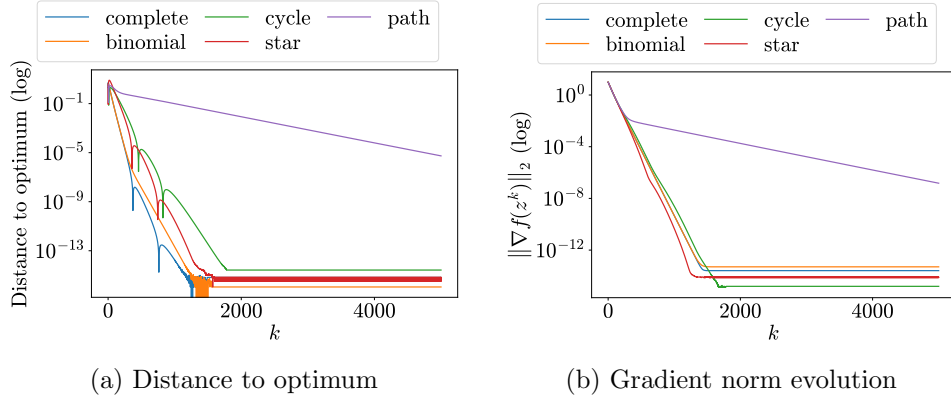 complete cycle path
binomial star
Distance to optimum (log)
10^{-1}
10^{-5}
10^{-9}
10^{-13}
0 2000 4000
k
(a) Distance to optimum
complete cycle path
binomial star
||∇f(z^k)||_2 (log)
10^0
10^{-4}
10^{-8}
10^{-12}
0 2000 4000
k
(b) Gradient norm evolution